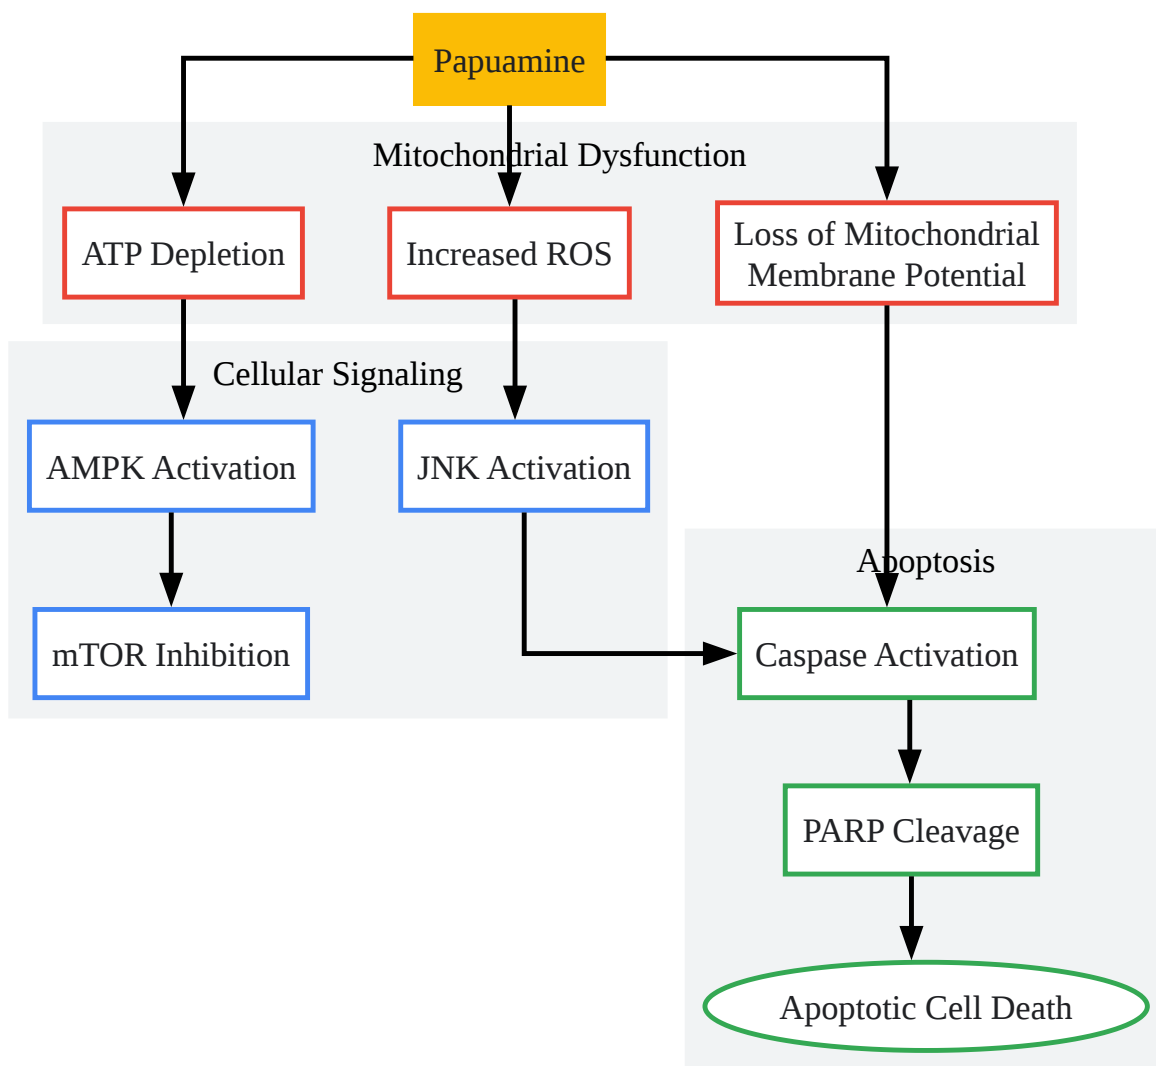 Papuamine
Mitochondrial Dysfunction
ATP Depletion
Increased ROS
Loss of Mitochondrial
Membrane Potential
Cellular Signaling
AMPK Activation
JNK Activation
Apoptosis
mTOR Inhibition
Caspase Activation
PARP Cleavage
Apoptotic Cell Death